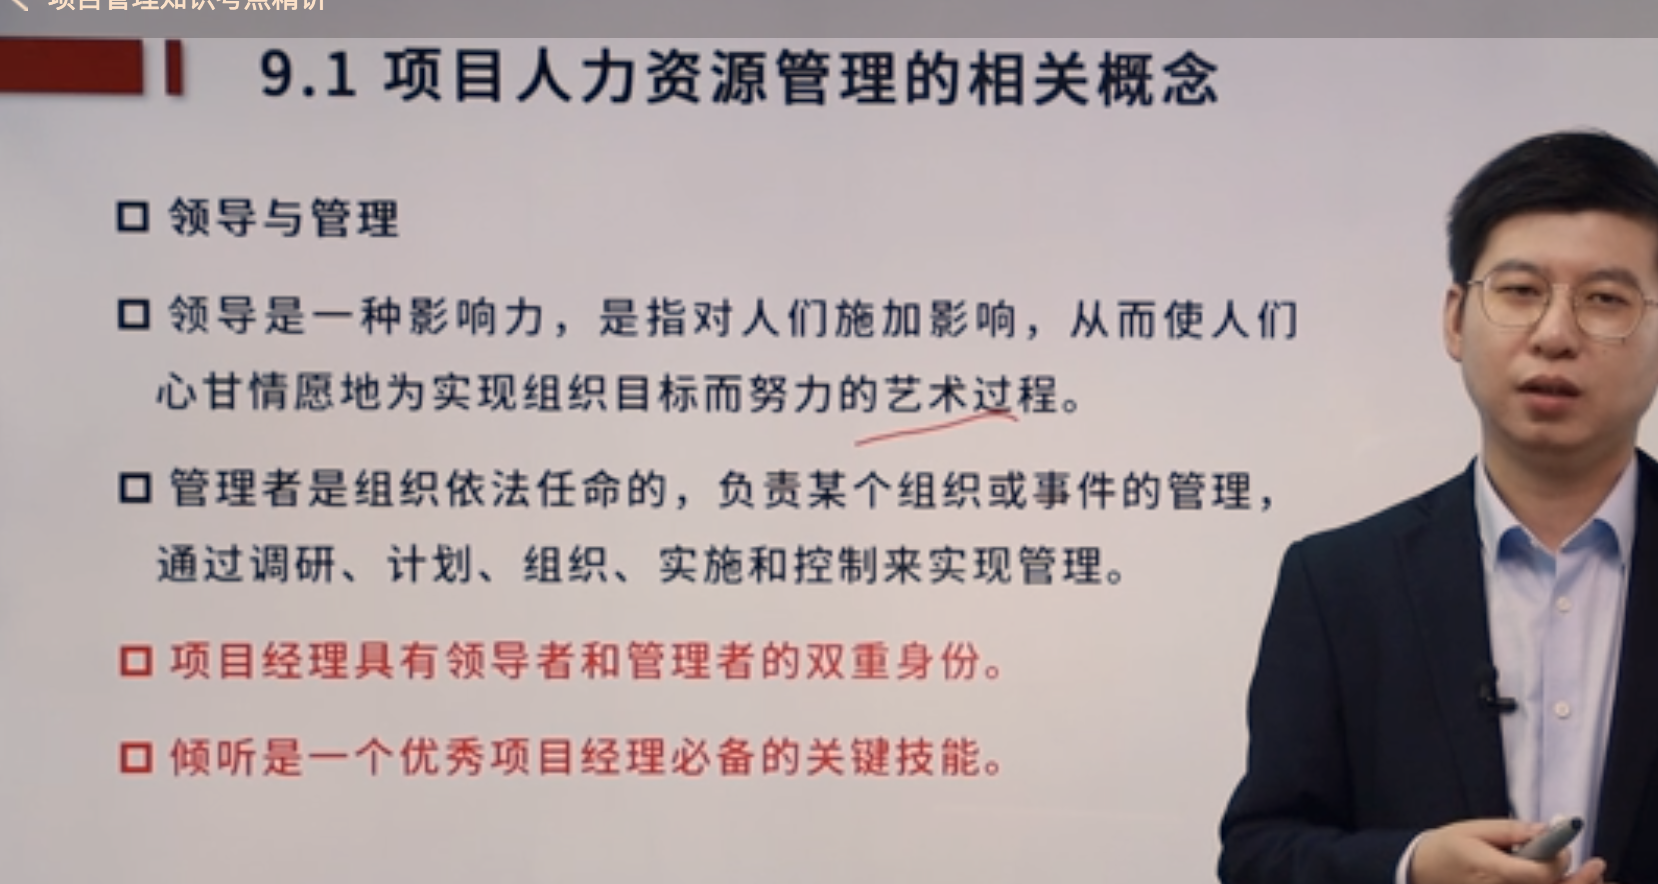 项目管理知识考点精讲
9.1 项目人力资源管理的相关概念
领导与管理
领导是一种影响力，是指对人们施加影响，从而使人们
心甘情愿地为实现组织目标而努力的艺术过程。
管理者是组织依法任命的，负责某个组织或事件的管理，
通过调研、计划、组织、实施和控制来实现管理。
项目经理具有领导者和管理者的双重身份。
倾听是一个优秀项目经理必备的关键技能。